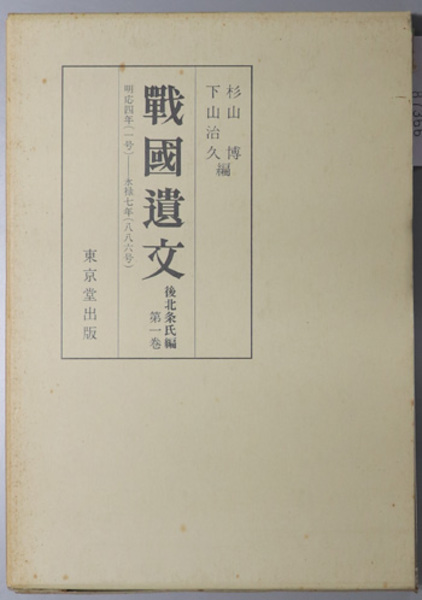 杉山 博
下山治久 編
戰國遺文
後北条氏編
第一巻
明応四年(一号)――永禄七年(八八六号)
東京堂出版